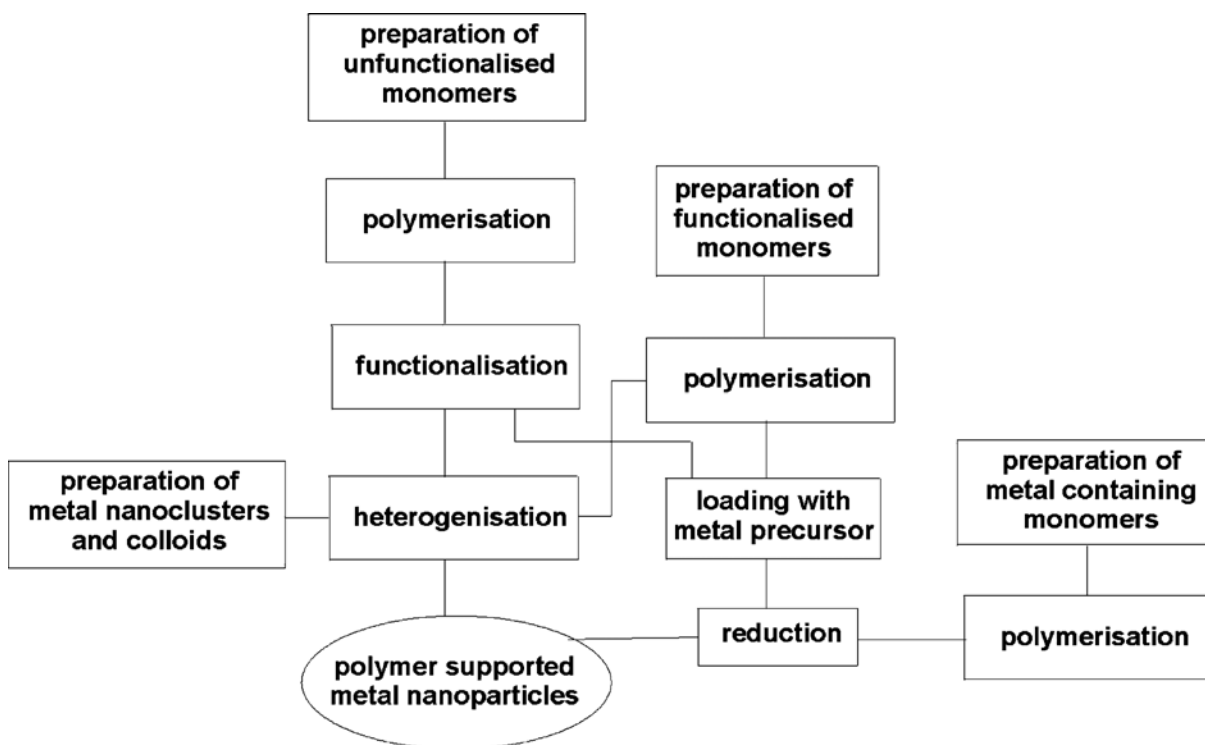 preparation of
unfunctionalised
monomers
polymerisation
preparation of
functionalised
monomers
functionalisation
polymerisation
preparation of
metal nanoclusters
and colloids
heterogenisation
loading with
metal precursor
preparation of
metal containing
monomers
polymer supported
metal nanoparticles
reduction
polymerisation